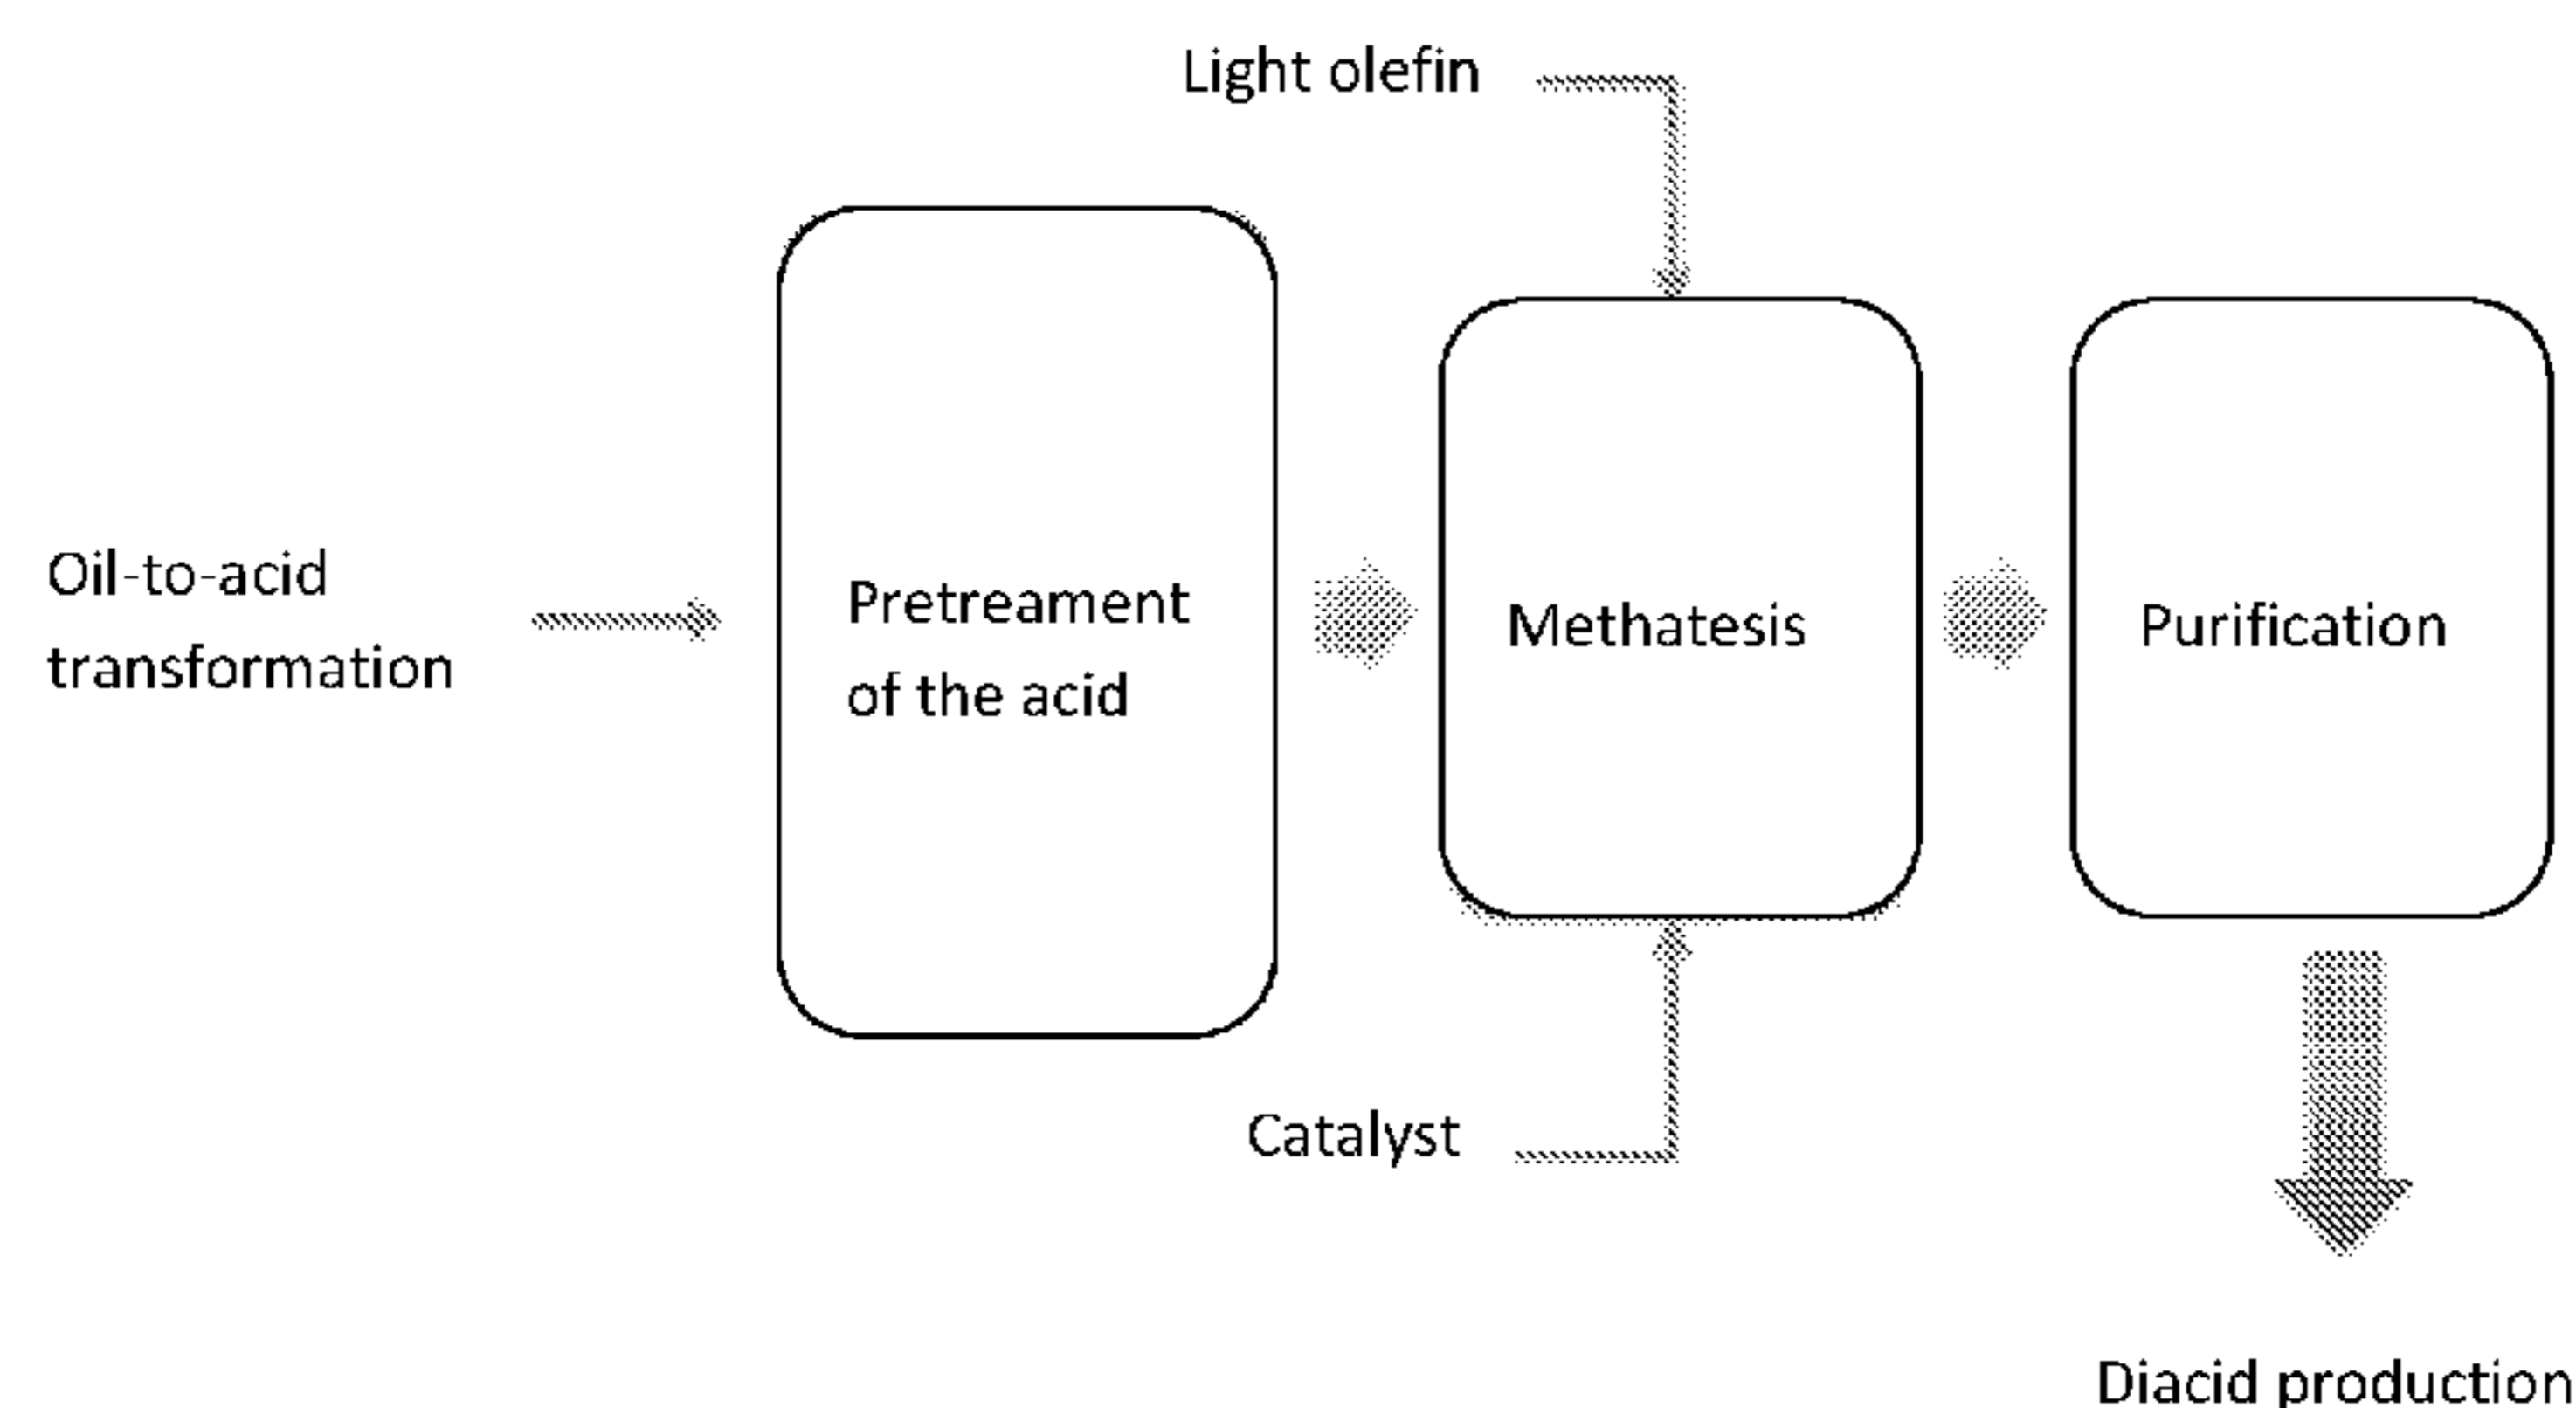 Light olefin
Oil-to-acid
transformation
Pretreament
of the acid
Methatesis
Purification
Catalyst
Diacid production